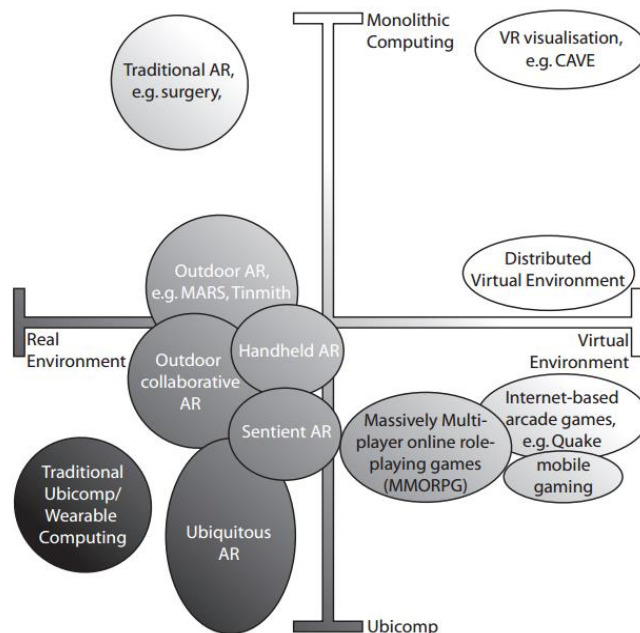 Monolithic
Computing
VR visualisation,
e.g. CAVE
Traditional AR,
e.g. surgery,
Distributed
Virtual Environment
Outdoor AR,
e.g. MARS, Tinmith
Real
Environment
Handheld AR
Virtual
Environment
Outdoor
collaborative
AR
Internet-based
arcade games,
e.g. Quake
Sentient AR
Massively Multi-
player online role-
playing games
(MMORPG)
mobile
gaming
Traditional
Ubicomp/
Wearable
Computing
Ubiquitous
AR
Ubicomp